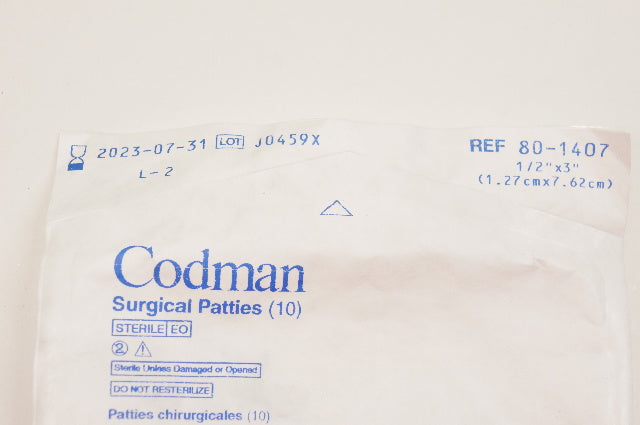 2023-07-31 LOT J0459X
L-2
REF 80-1407
1/2"x3"
(1.27cmx7.62cm)
Codman
Surgical Patties (10)
STERILE EO
2
Sterile Unless Damaged or Opened
DO NOT RESTERILIZE
Patties chirurgicales (10)